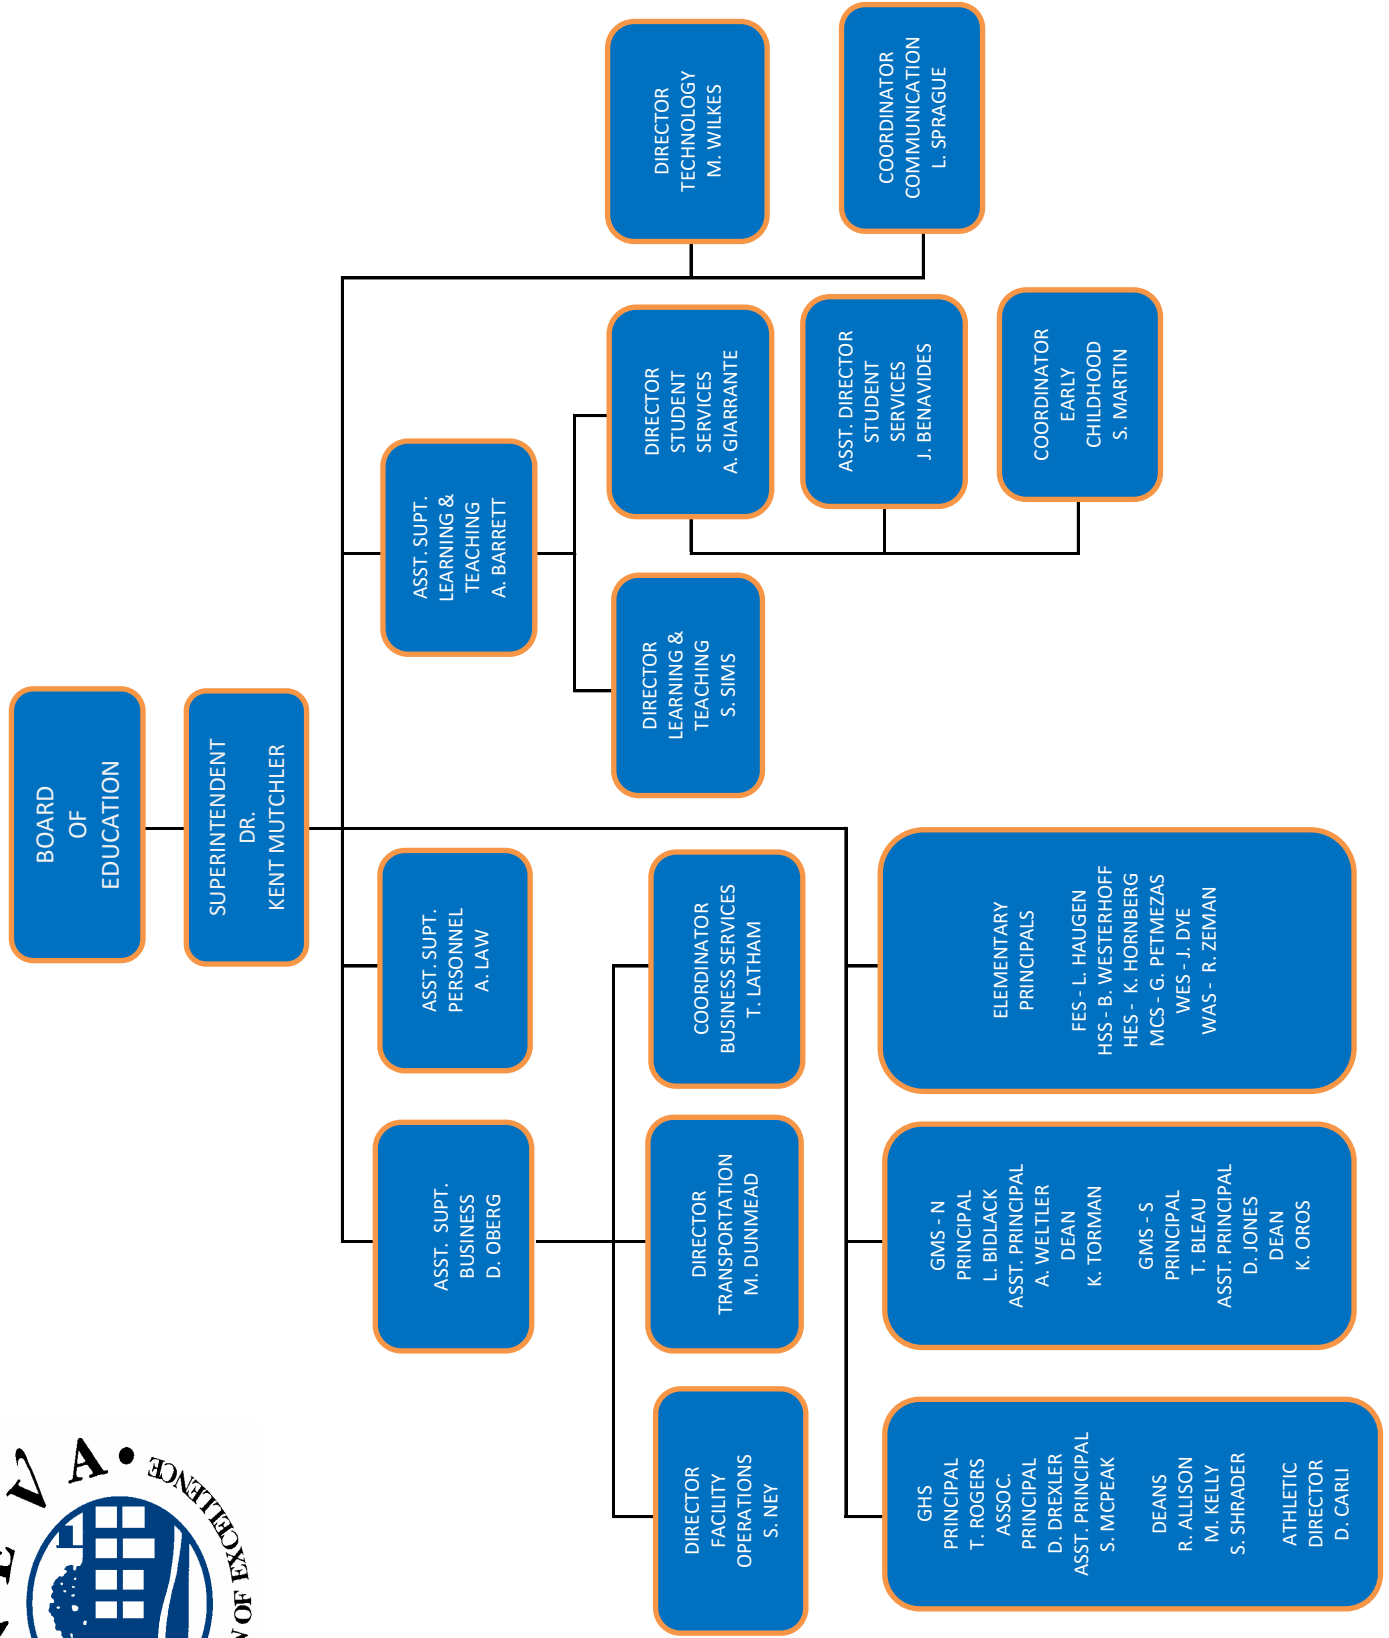 V A •
OF EXCELLENCE
BOARD
OF
EDUCATION
SUPERINTENDENT
DR.
KENT MUTCHLER
ASST. SUPT.
BUSINESS
D. OBERG
ASST. SUPT.
PERSONNEL
A. LAW
ASST. SUPT.
LEARNING &
TEACHING
A. BARRETT
DIRECTOR
FACILITY
OPERATIONS
S. NEY
DIRECTOR
TRANSPORTATION
M. DUNMEAD
COORDINATOR
BUSINESS SERVICES
T. LATHAM
DIRECTOR
LEARNING &
TEACHING
S. SIMS
DIRECTOR
STUDENT
SERVICES
A. GIARRANTE
DIRECTOR
TECHNOLOGY
M. WILKES
ASST. DIRECTOR
STUDENT
SERVICES
J. BENAVIDES
COORDINATOR
COMMUNICATION
L. SPRAGUE
COORDINATOR
EARLY
CHILDHOOD
S. MARTIN
GHS
PRINCIPAL
T. ROGERS
ASSOC.
PRINCIPAL
D. DREXLER
ASST. PRINCIPAL
S. MCPEAK
DEANS
R. ALLISON
M. KELLY
S. SHRADER
ATHLETIC
DIRECTOR
D. CARLI
GMS - N
PRINCIPAL
L. BIDLACK
ASST. PRINCIPAL
A. WELTLER
DEAN
K. TORMAN
GMS - S
PRINCIPAL
T. BLEAU
ASST. PRINCIPAL
D. JONES
DEAN
K. OROS
ELEMENTARY
PRINCIPALS
FES - L. HAUGEN
HSS - B. WESTERHOFF
HES - K. HORNBERG
MCS - G. PETMEZAS
WES - J. DYE
WAS - R. ZEMAN